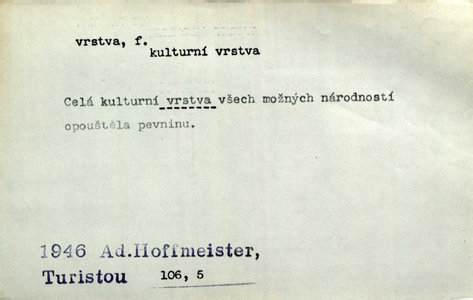 vrstva, f.
kulturní vrstva
Celá kulturní vrstva všech možných národností
opouštěla pevninu.
1946 Ad.Hoffmeister,
Turistou 106, 5